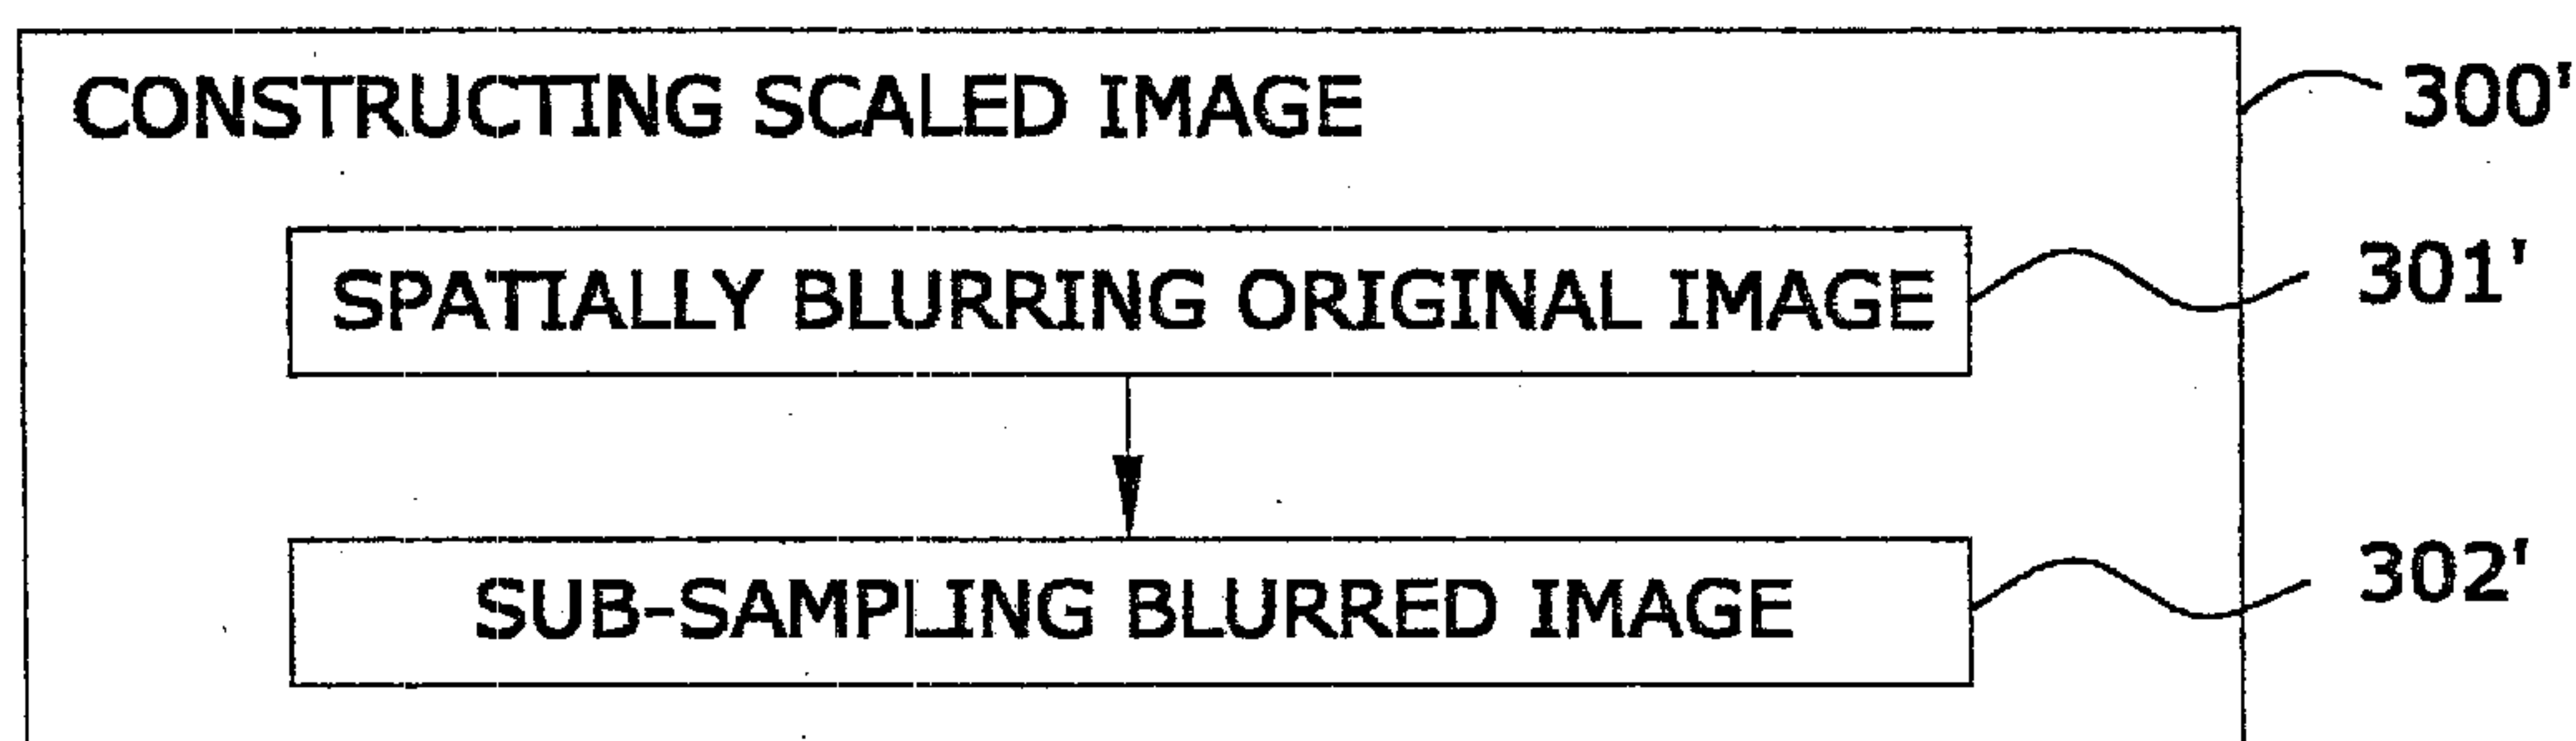 CONSTRUCTING SCALED IMAGE
300'
SPATIALLY BLURRING ORIGINAL IMAGE
301'
SUB-SAMPLING BLURRED IMAGE
302'